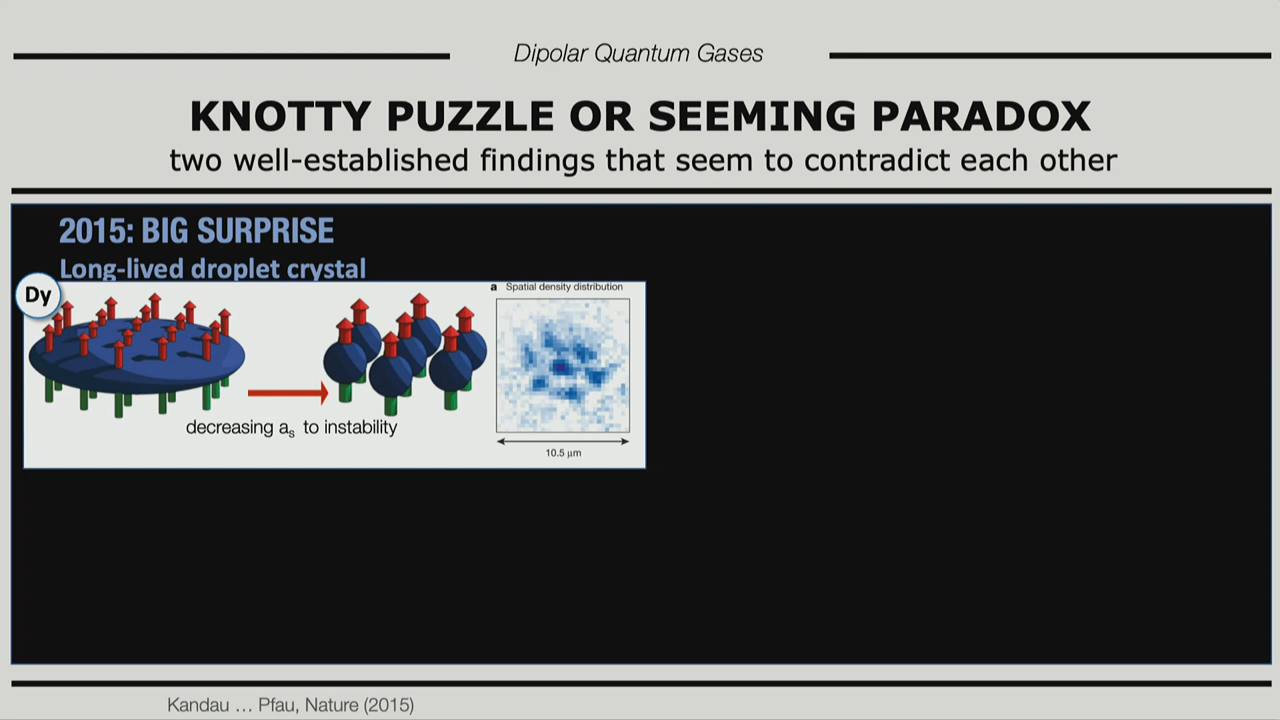 Dipolar Quantum Gases
KNOTTY PUZZLE OR SEEMING PARADOX
two well-established findings that seem to contradict each other
2015: BIG SURPRISE
Long-lived droplet crystal
Dy
a Spatial density distribution
decreasing as to instability
10.5 μm
Kandau ... Pfau, Nature (2015)